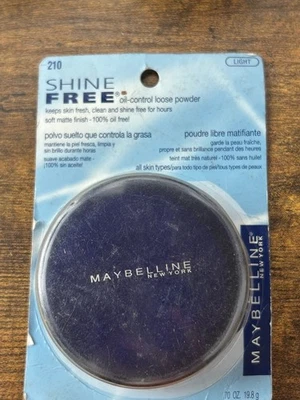 210
LIGHT
SHINE
FREE® oil-control loose powder
keeps skin fresh, clean and shine free for hours
soft matte finish - 100% oil free!
polvo suelto que controla la grasa
mantiene la piel fresca, limpia y
sin brillo durante horas
suave acabado mate -
¡100% sin aceite!
poudre libre matifiante
garde la peau fraîche,
propre et sans brillance pendant des heures
teint mat très naturel - 100% sans huile!
all skin types/para todo tipo de piel/tous types de peaux
MAYBELLINE
NEW YORK
MAYBELLINE
NEW YORK
.70 OZ. 19.8 g